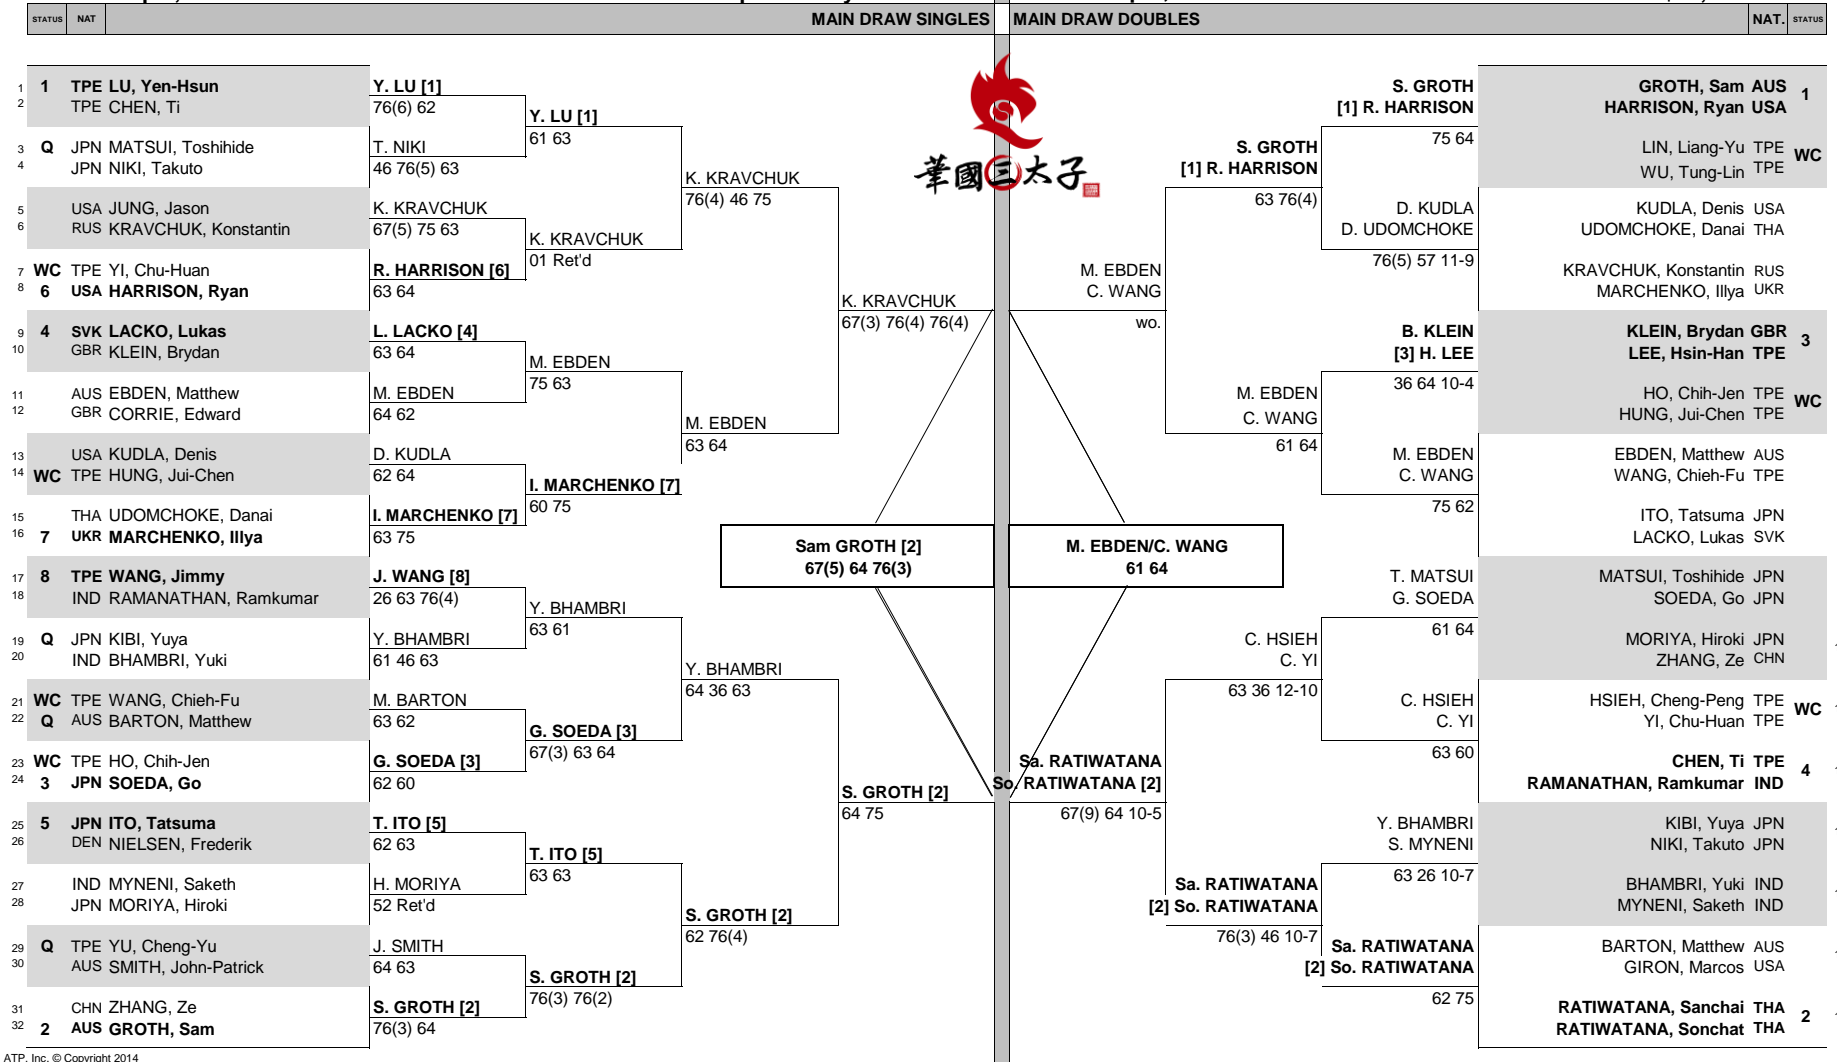 STATUS NAT MAIN DRAW SINGLES MAIN DRAW DOUBLES NAT. STATUS
華國三太子
1 1 TPE LU, Yen-Hsun
2 TPE CHEN, Ti
3 Q JPN MATSUI, Toshihide
4 JPN NIKI, Takuto
5 USA JUNG, Jason
6 RUS KRAVCHUK, Konstantin
7 WC TPE YI, Chu-Huan
8 6 USA HARRISON, Ryan
9 4 SVK LACKO, Lukas
10 GBR KLEIN, Brydan
11 AUS EBDEN, Matthew
12 GBR CORRIE, Edward
13 USA KUDLA, Denis
14 WC TPE HUNG, Jui-Chen
15 THA UDOMCHOKE, Danai
16 7 UKR MARCHENKO, Illya
17 8 TPE WANG, Jimmy
18 IND RAMANATHAN, Ramkumar
19 Q JPN KIBI, Yuya
20 IND BHAMBRI, Yuki
21 WC TPE WANG, Chieh-Fu
22 Q AUS BARTON, Matthew
23 WC TPE HO, Chih-Jen
24 3 JPN SOEDA, Go
25 5 JPN ITO, Tatsuma
26 DEN NIELSEN, Frederik
27 IND MYNENI, Saketh
28 JPN MORIYA, Hiroki
29 Q TPE YU, Cheng-Yu
30 AUS SMITH, John-Patrick
31 CHN ZHANG, Ze
32 2 AUS GROTH, Sam
Y. LU [1]
76(6) 62
T. NIKI
46 76(5) 63
K. KRAVCHUK
67(5) 75 63
R. HARRISON [6]
63 64
L. LACKO [4]
63 64
M. EBDEN
64 62
D. KUDLA
62 64
I. MARCHENKO [7]
63 75
J. WANG [8]
26 63 76(4)
Y. BHAMBRI
61 46 63
M. BARTON
63 62
G. SOEDA [3]
62 60
T. ITO [5]
62 63
H. MORIYA
52 Ret'd
J. SMITH
64 63
S. GROTH [2]
76(3) 64
Y. LU [1]
61 63
K. KRAVCHUK
01 Ret'd
M. EBDEN
75 63
I. MARCHENKO [7]
60 75
Y. BHAMBRI
63 61
G. SOEDA [3]
67(3) 63 64
T. ITO [5]
63 63
S. GROTH [2]
76(3) 76(2)
K. KRAVCHUK
76(4) 46 75
M. EBDEN
63 64
Y. BHAMBRI
64 36 63
S. GROTH [2]
62 76(4)
K. KRAVCHUK
67(3) 76(4) 76(4)
S. GROTH [2]
64 75
Sam GROTH [2]
67(5) 64 76(3)
M. EBDEN/C. WANG
61 64
M. EBDEN
C. WANG
wo.
Sa. RATIWATANA
So. RATIWATANA [2]
67(9) 64 10-5
S. GROTH
[1] R. HARRISON
63 76(4)
M. EBDEN
C. WANG
61 64
C. HSIEH
C. YI
63 36 12-10
Sa. RATIWATANA
[2] So. RATIWATANA
76(3) 46 10-7
S. GROTH
[1] R. HARRISON
75 64
D. KUDLA
D. UDOMCHOKE
76(5) 57 11-9
B. KLEIN
[3] H. LEE
36 64 10-4
M. EBDEN
C. WANG
75 62
T. MATSUI
G. SOEDA
61 64
C. HSIEH
C. YI
63 60
Y. BHAMBRI
S. MYNENI
63 26 10-7
Sa. RATIWATANA
[2] So. RATIWATANA
62 75
GROTH, Sam AUS 1
HARRISON, Ryan USA
LIN, Liang-Yu TPE WC
WU, Tung-Lin TPE
KUDLA, Denis USA
UDOMCHOKE, Danai THA
KRAVCHUK, Konstantin RUS
MARCHENKO, Illya UKR
KLEIN, Brydan GBR 3
LEE, Hsin-Han TPE
HO, Chih-Jen TPE WC
HUNG, Jui-Chen TPE
EBDEN, Matthew AUS
WANG, Chieh-Fu TPE
ITO, Tatsuma JPN
LACKO, Lukas SVK
MATSUI, Toshihide JPN
SOEDA, Go JPN
MORIYA, Hiroki JPN
ZHANG, Ze CHN
HSIEH, Cheng-Peng TPE WC
YI, Chu-Huan TPE
CHEN, Ti TPE 4
RAMANATHAN, Ramkumar IND
KIBI, Yuya JPN
NIKI, Takuto JPN
BHAMBRI, Yuki IND
MYNENI, Saketh IND
BARTON, Matthew AUS
GIRON, Marcos USA
RATIWATANA, Sanchai THA 2
RATIWATANA, Sonchat THA
ATP, Inc. © Copyright 2014